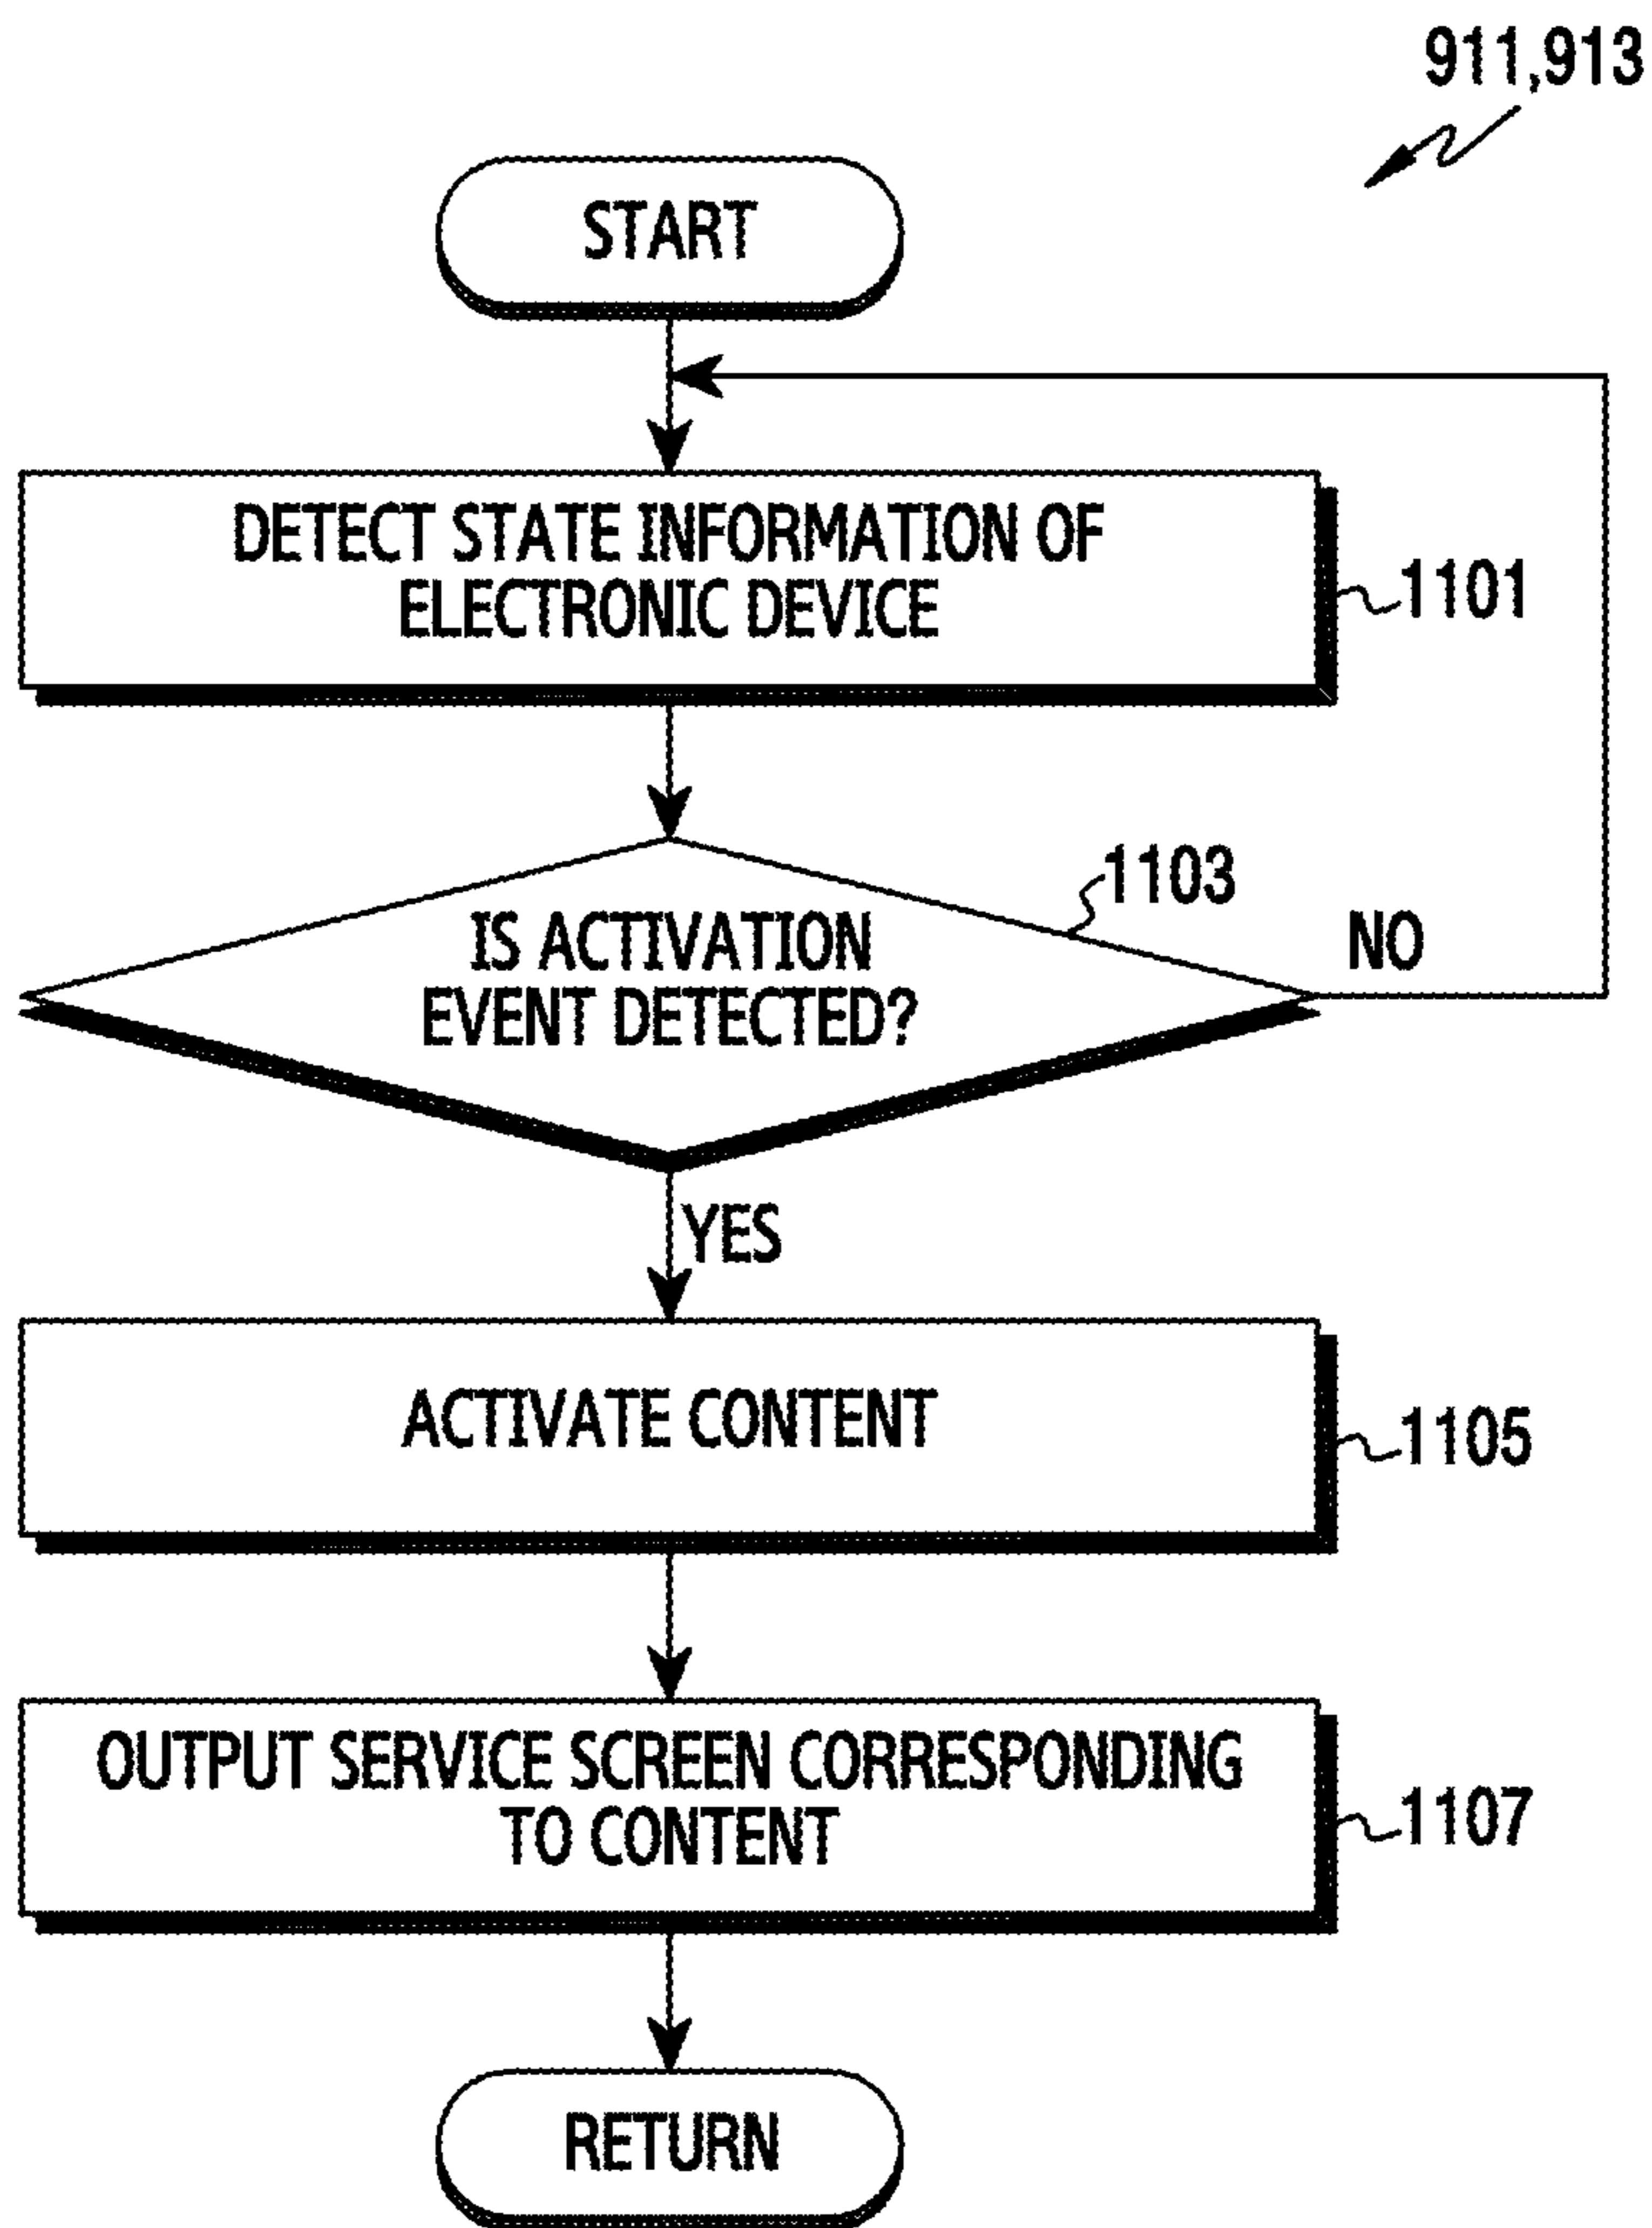 911,913
START
DETECT STATE INFORMATION OF
ELECTRONIC DEVICE
1101
1103
IS ACTIVATION
EVENT DETECTED?
NO
YES
ACTIVATE CONTENT
1105
OUTPUT SERVICE SCREEN CORRESPONDING
TO CONTENT
1107
RETURN